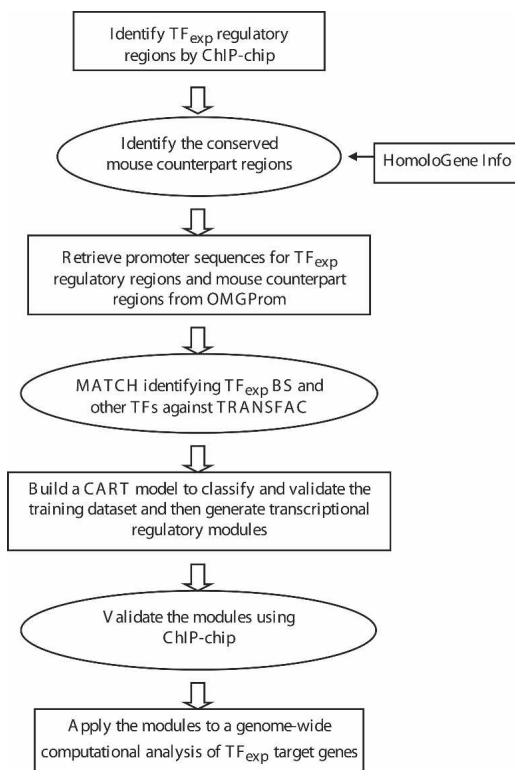 Identify TFexp regulatory
regions by ChIP-chip
Identify the conserved
mouse counterpart regions
HomoloGene Info
Retrieve promoter sequences for TFexp
regulatory regions and mouse counterpart
regions from OMGProm
MATCH identifying TFexp BS and
other TFs against TRANSFAC
Build a CART model to classify and validate the
training dataset and then generate transcriptional
regulatory modules
Validate the modules using
ChIP-chip
Apply the modules to a genome-wide
computational analysis of TFexp target genes